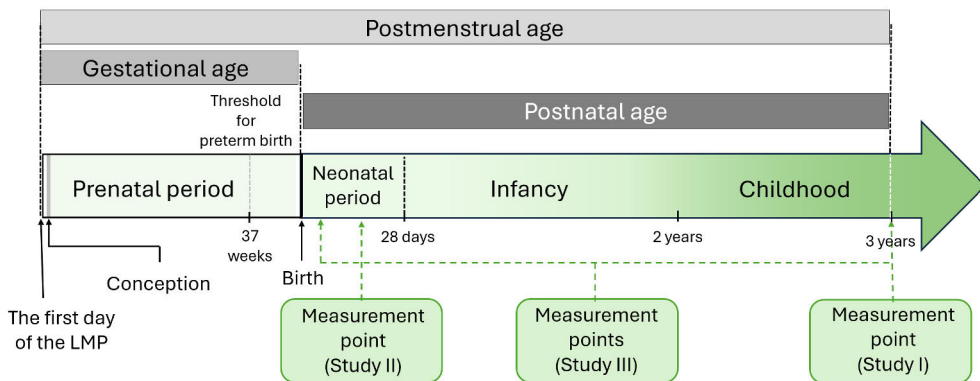 Postmenstrual age
Gestational age
Postnatal age
Threshold
for
preterm birth
Prenatal period
Neonatal
period
Infancy
Childhood
37
weeks
28 days
2 years
3 years
Conception
Birth
The first day
of the LMP
Measurement
point
(Study II)
Measurement
points
(Study III)
Measurement
point
(Study I)